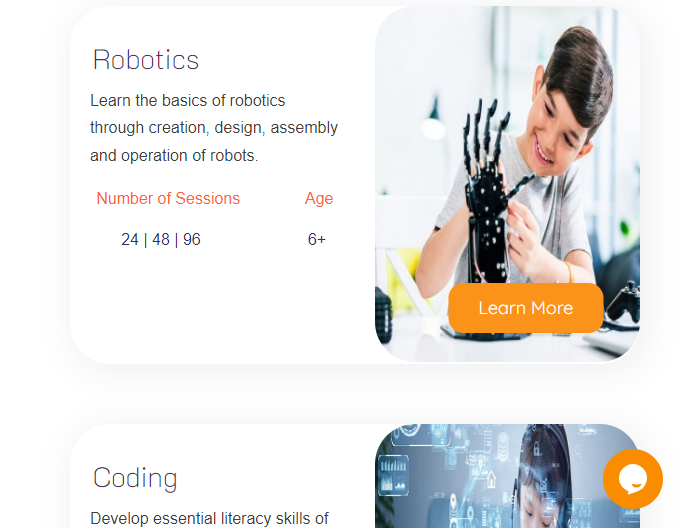 Robotics
Learn the basics of robotics
through creation, design, assembly
and operation of robots.
Number of Sessions Age
24 | 48 | 96 6+
Learn More
Coding
Develop essential literacy skills of